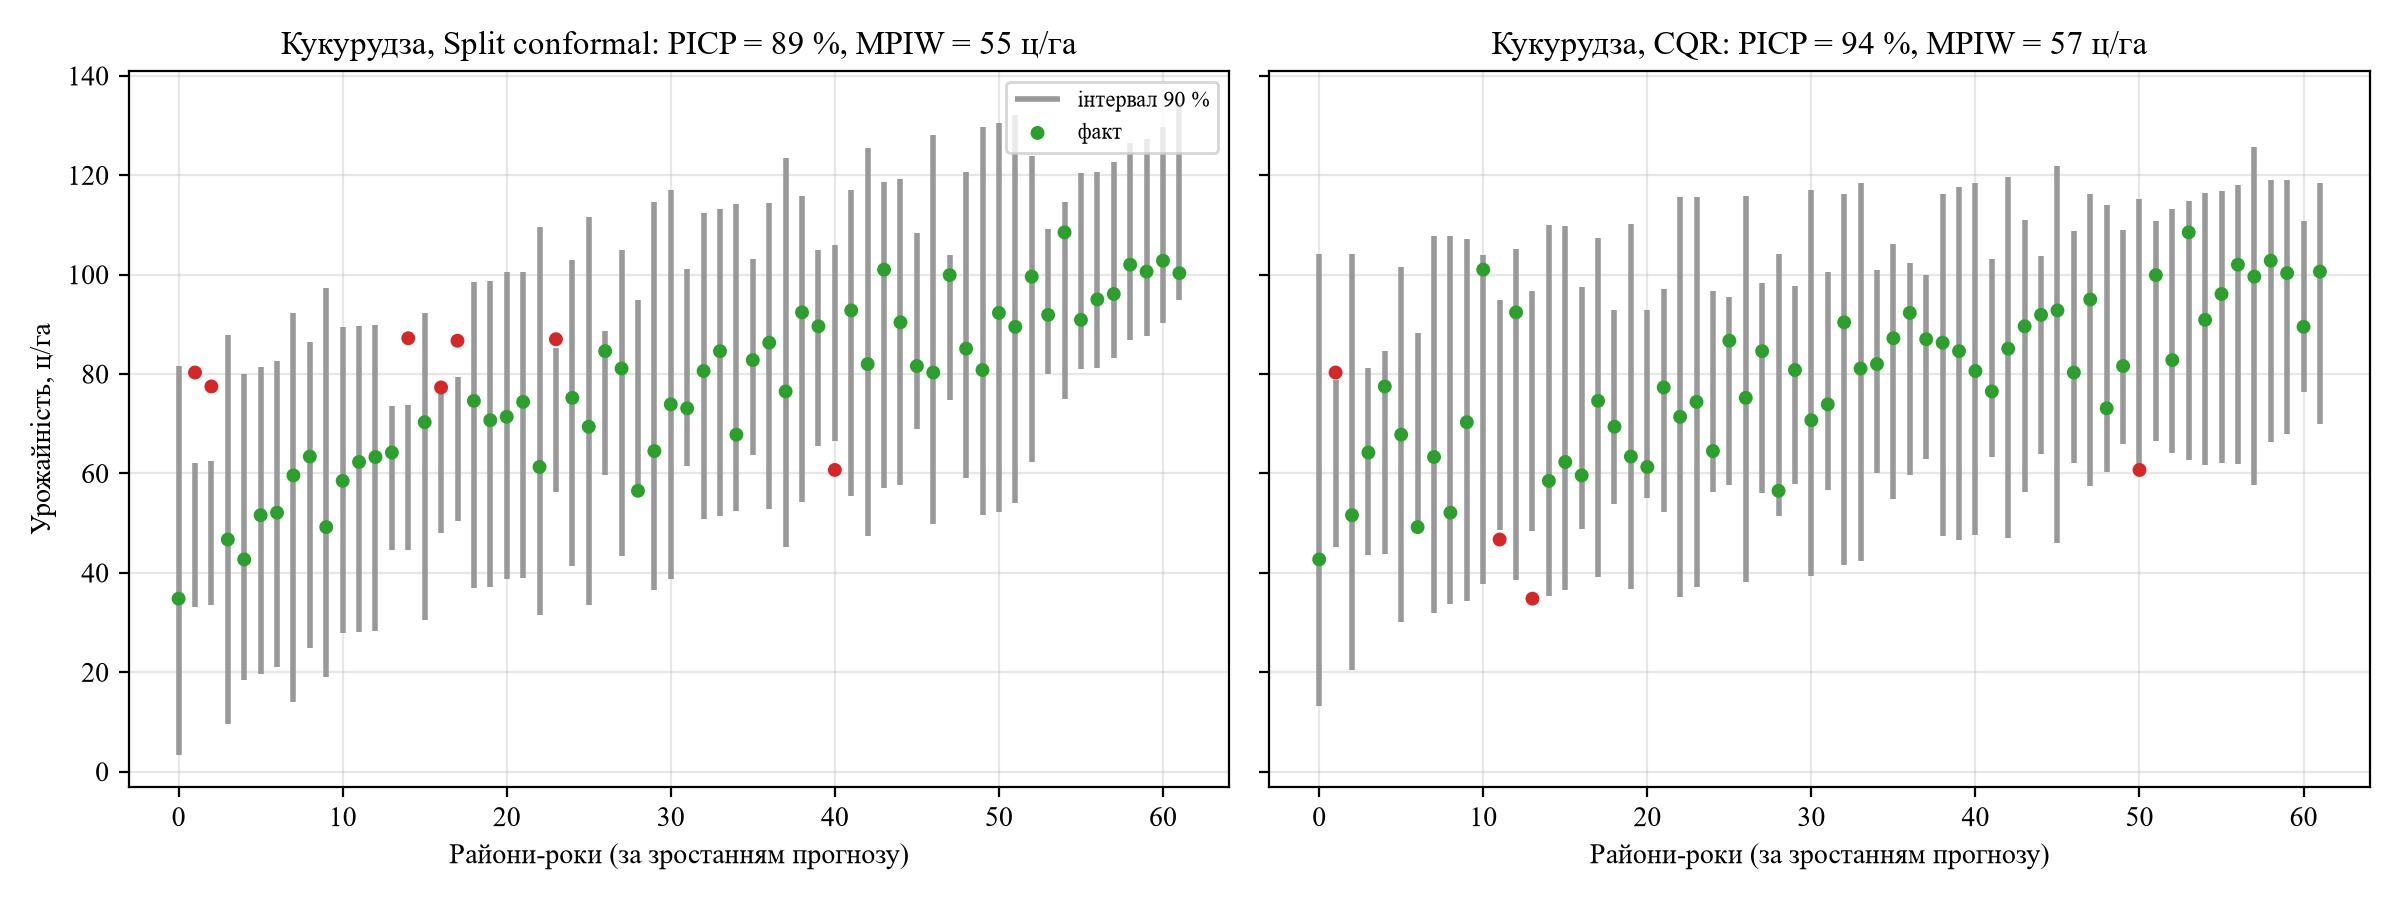 Кукурудза, Split conformal: PICP = 89 %, MPIW = 55 ц/га
інтервал 90 %
факт
Урожайність, ц/га
140
120
100
80
60
40
20
0
0 10 20 30 40 50 60
Райони-роки (за зростанням прогнозу)
Кукурудза, CQR: PICP = 94 %, MPIW = 57 ц/га
0 10 20 30 40 50 60
Райони-роки (за зростанням прогнозу)